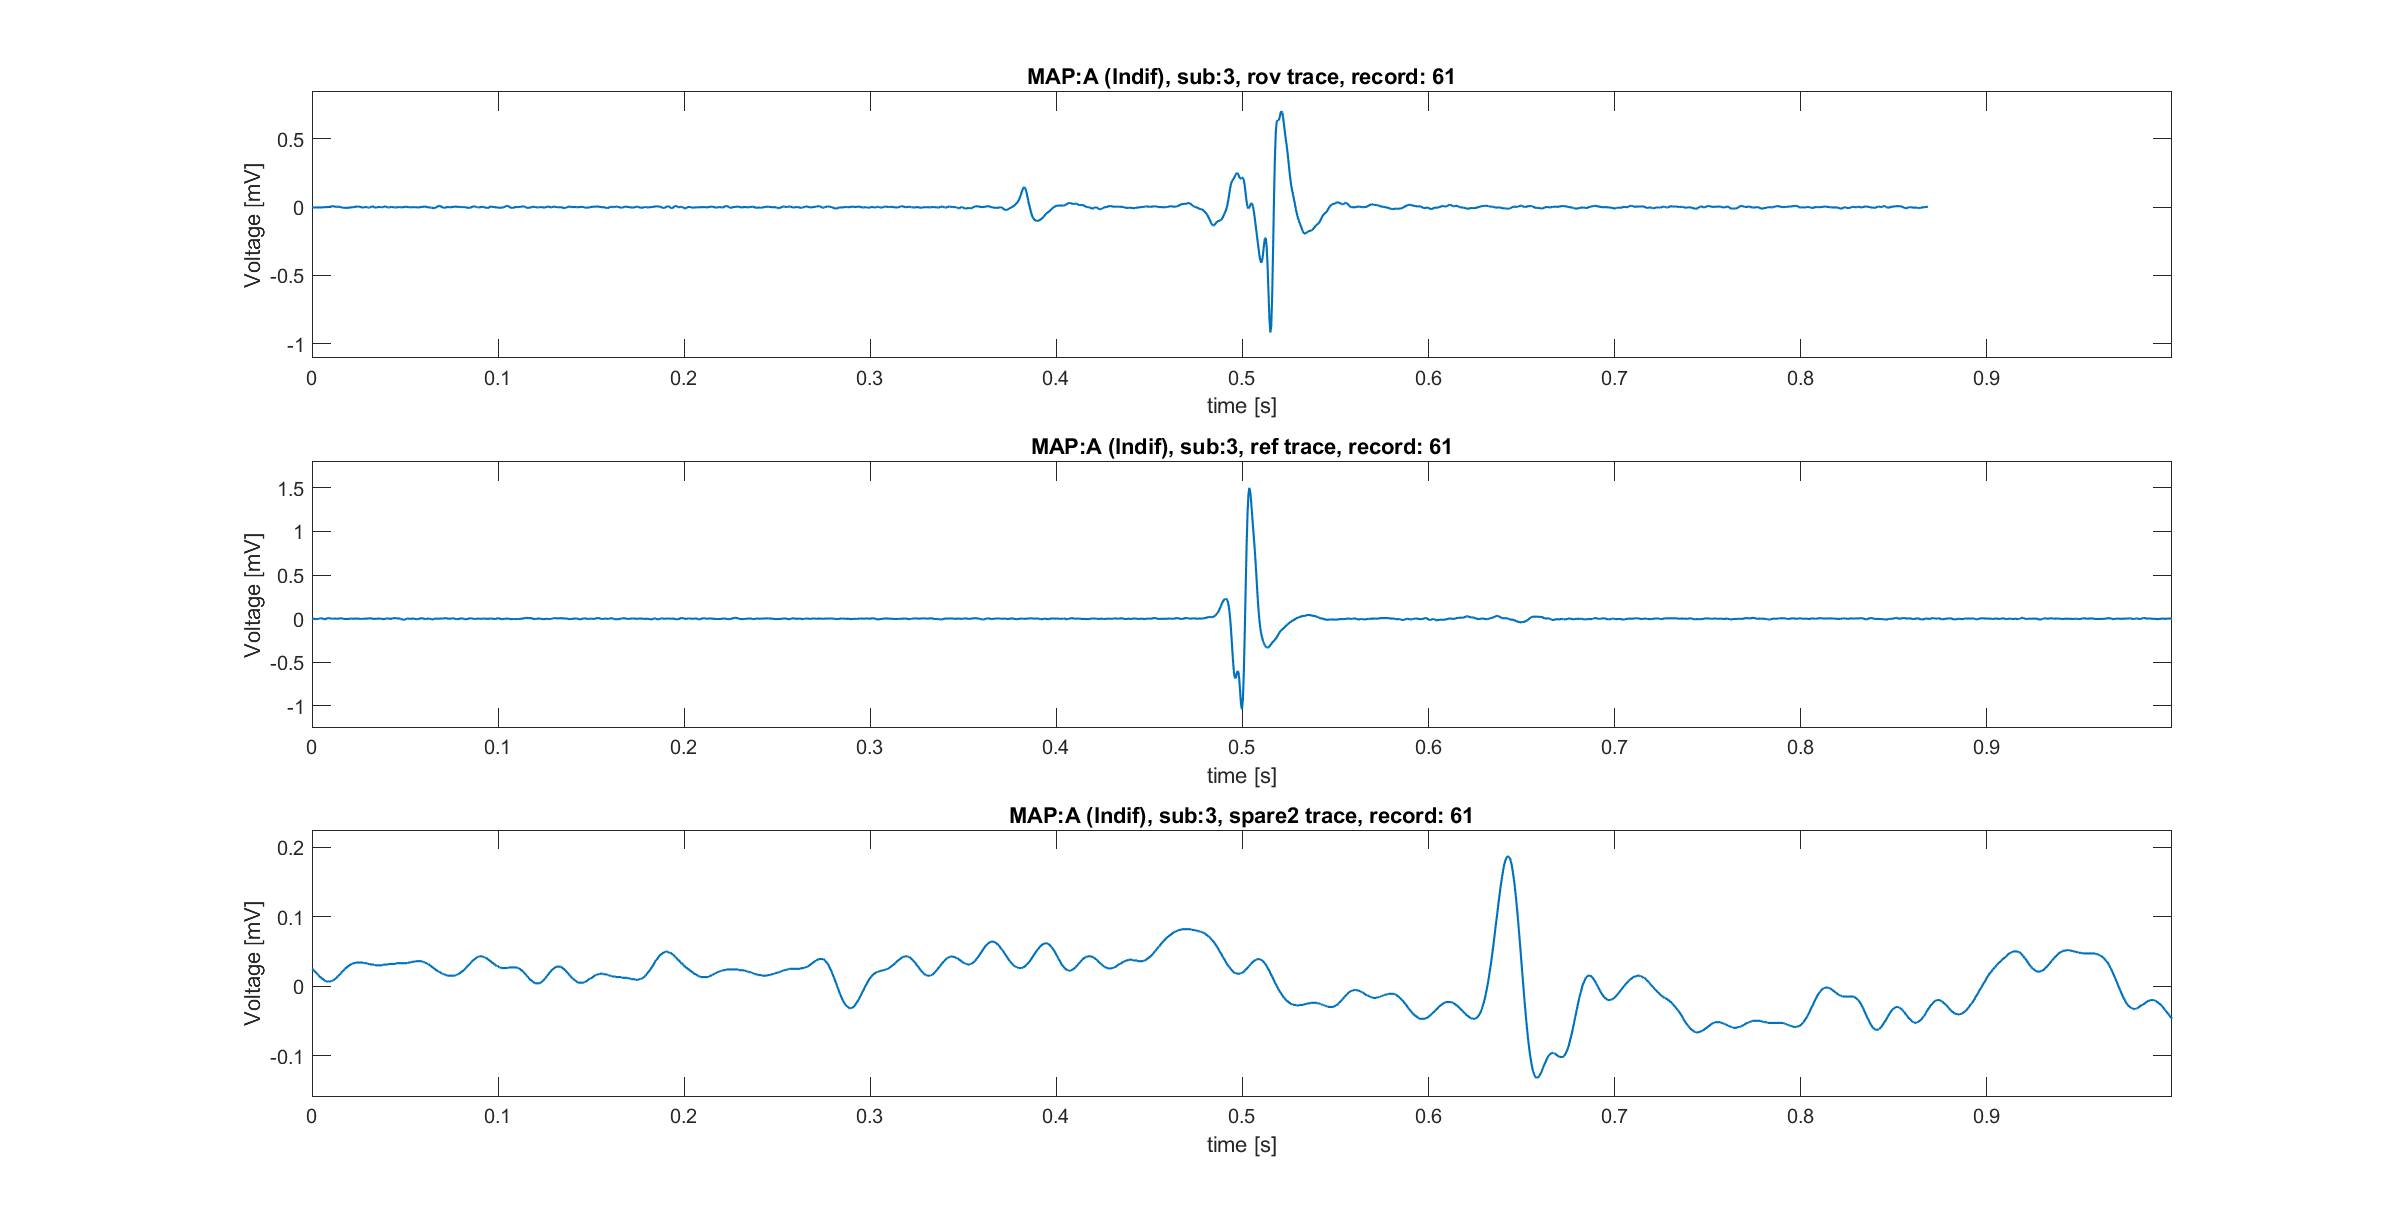 MAP:A (Indif), sub:3, rov trace, record: 61
Voltage [mV]
0.5
0
-0.5
-1
0 0.1 0.2 0.3 0.4 0.5 0.6 0.7 0.8 0.9
time [s]
MAP:A (Indif), sub:3, ref trace, record: 61
Voltage [mV]
1.5
1
0.5
0
-0.5
-1
0 0.1 0.2 0.3 0.4 0.5 0.6 0.7 0.8 0.9
time [s]
MAP:A (Indif), sub:3, spare2 trace, record: 61
Voltage [mV]
0.2
0.1
0
-0.1
0 0.1 0.2 0.3 0.4 0.5 0.6 0.7 0.8 0.9
time [s]